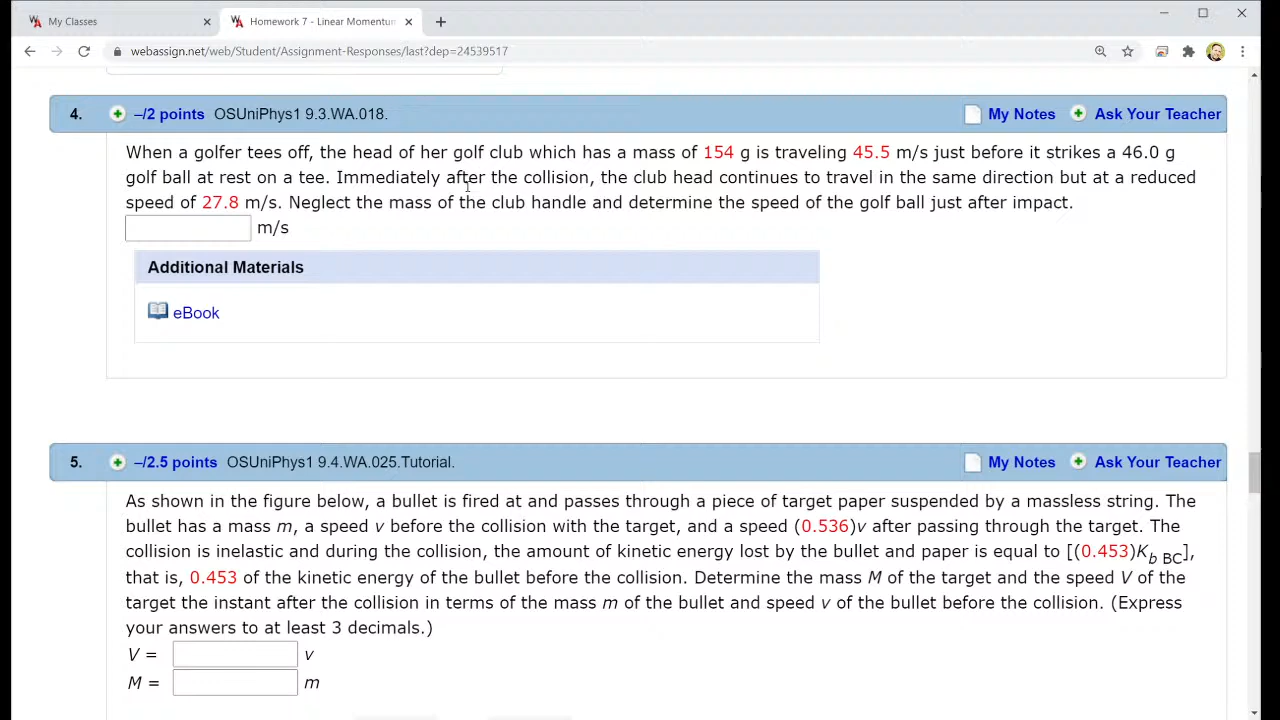 My Classes
Homework 7 - Linear Momentum
webassign.net/web/Student/Assignment-Responses/last?dep=24539517
4. –/2 points OSUniPhys1 9.3.WA.018. My Notes Ask Your Teacher
When a golfer tees off, the head of her golf club which has a mass of 154 g is traveling 45.5 m/s just before it strikes a 46.0 g
golf ball at rest on a tee. Immediately after the collision, the club head continues to travel in the same direction but at a reduced
speed of 27.8 m/s. Neglect the mass of the club handle and determine the speed of the golf ball just after impact.
m/s
Additional Materials
eBook
5. –/2.5 points OSUniPhys1 9.4.WA.025.Tutorial. My Notes Ask Your Teacher
As shown in the figure below, a bullet is fired at and passes through a piece of target paper suspended by a massless string. The
bullet has a mass m, a speed v before the collision with the target, and a speed (0.536)v after passing through the target. The
collision is inelastic and during the collision, the amount of kinetic energy lost by the bullet and paper is equal to [(0.453)Kb BC],
that is, 0.453 of the kinetic energy of the bullet before the collision. Determine the mass M of the target and the speed V of the
target the instant after the collision in terms of the mass m of the bullet and speed v of the bullet before the collision. (Express
your answers to at least 3 decimals.)
V = v
M = m